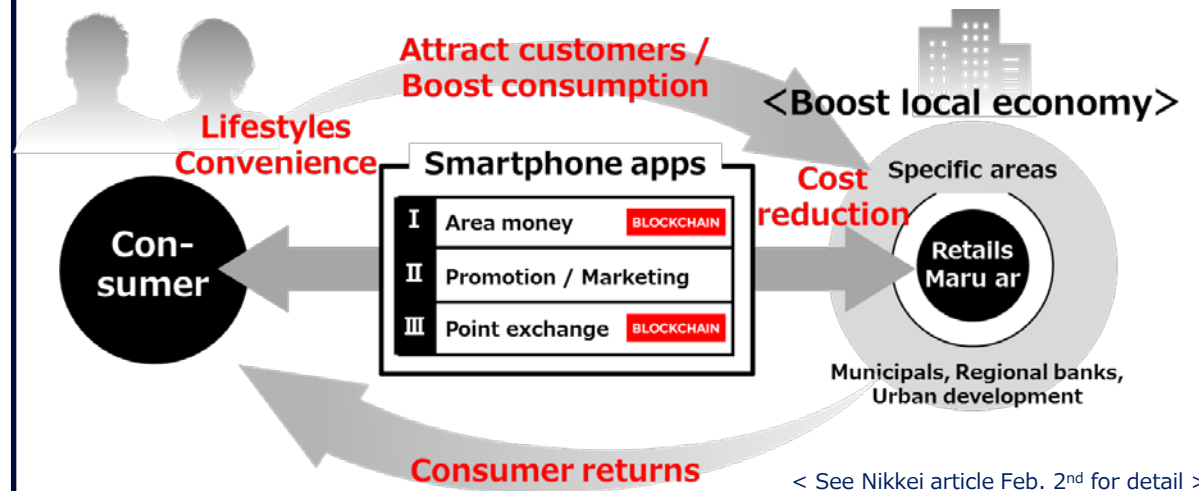 Attract customers /
Boost consumption
<Boost local economy>
Lifestyles
Convenience
Smartphone apps
I Area money BLOCKCHAIN
II Promotion / Marketing
III Point exchange BLOCKCHAIN
Con-
sumer
Cost
reduction
Specific areas
Retails
Maru ar
Municipals, Regional banks,
Urban development
Consumer returns
< See Nikkei article Feb. 2nd for detail >